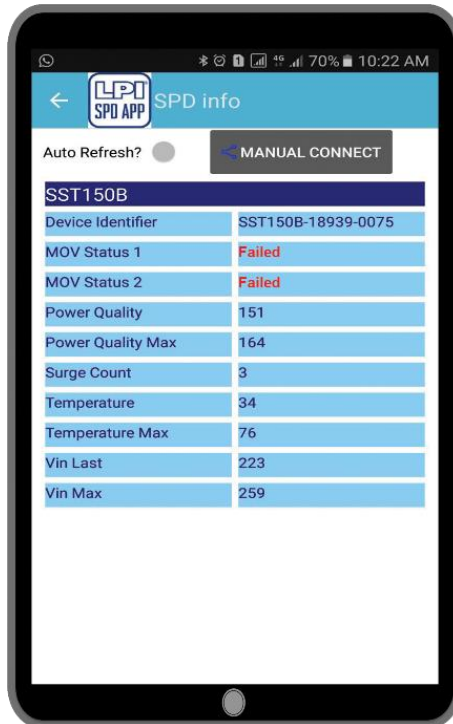 1 4G 70% 10:22 AM
LPI
SPD APP
SPD info
Auto Refresh?
MANUAL CONNECT
SST150B
Device Identifier SST150B-18939-0075
MOV Status 1 Failed
MOV Status 2 Failed
Power Quality 151
Power Quality Max 164
Surge Count 3
Temperature 34
Temperature Max 76
Vin Last 223
Vin Max 259